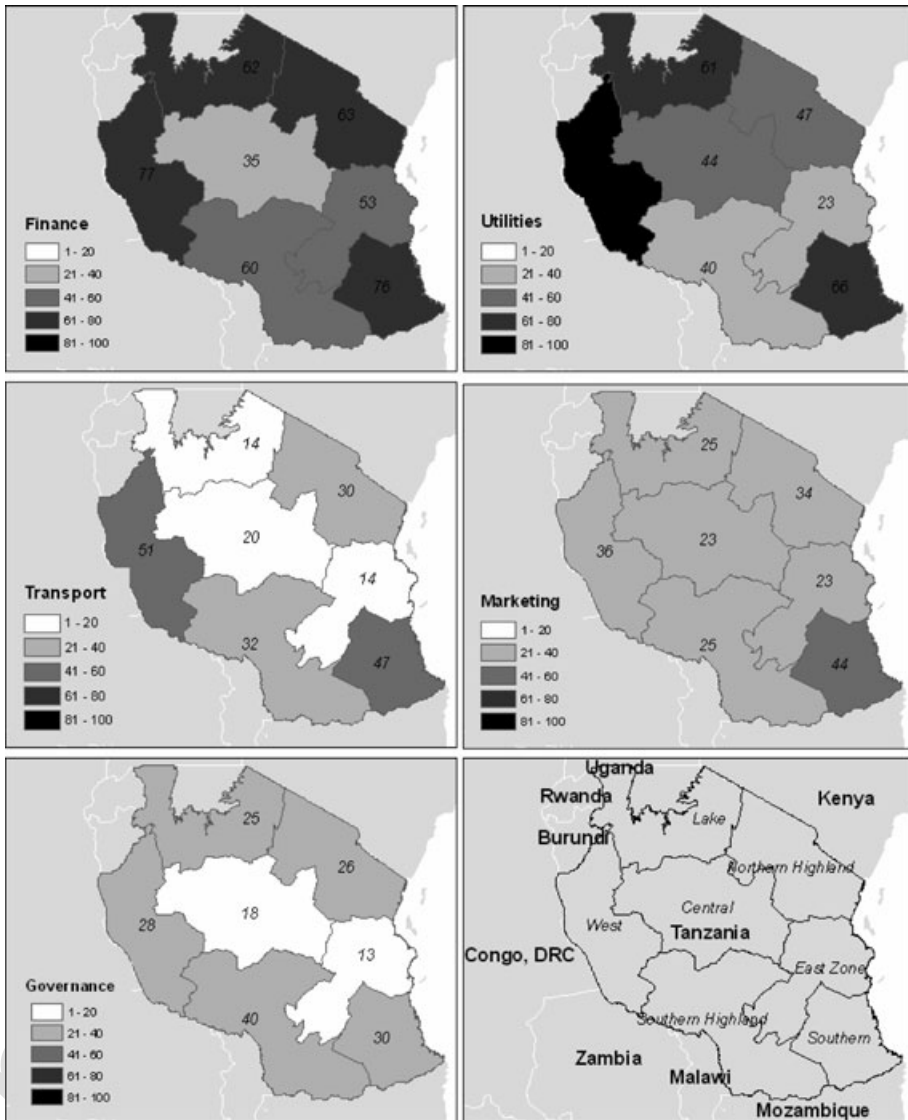 62
63
35
77
53
60
76
Finance
1 - 20
21 - 40
41 - 60
61 - 80
81 - 100
61
47
44
23
40
66
Utilities
1 - 20
21 - 40
41 - 60
61 - 80
81 - 100
14
30
20
51
14
32
47
Transport
1 - 20
21 - 40
41 - 60
61 - 80
81 - 100
25
34
36
23
23
25
44
Marketing
1 - 20
21 - 40
41 - 60
61 - 80
81 - 100
25
26
18
28
13
40
30
Governance
1 - 20
21 - 40
41 - 60
61 - 80
81 - 100
Uganda
Rwanda
Kenya
Lake
Burundi
Northern Highland
Central
West
Tanzania
Congo, DRC
East Zone
Southern Highland
Southern
Zambia
Malawi
Mozambique